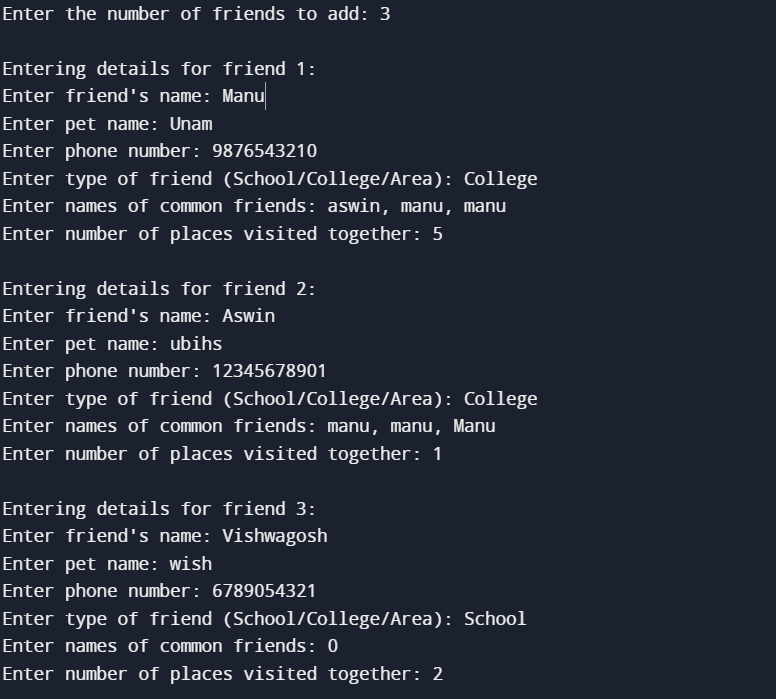 Enter the number of friends to add: 3
Entering details for friend 1:
Enter friend's name: Manu
Enter pet name: Unam
Enter phone number: 9876543210
Enter type of friend (School/College/Area): College
Enter names of common friends: aswin, manu, manu
Enter number of places visited together: 5
Entering details for friend 2:
Enter friend's name: Aswin
Enter pet name: ubihs
Enter phone number: 12345678901
Enter type of friend (School/College/Area): College
Enter names of common friends: manu, manu, Manu
Enter number of places visited together: 1
Entering details for friend 3:
Enter friend's name: Vishwagosh
Enter pet name: wish
Enter phone number: 6789054321
Enter type of friend (School/College/Area): School
Enter names of common friends: 0
Enter number of places visited together: 2